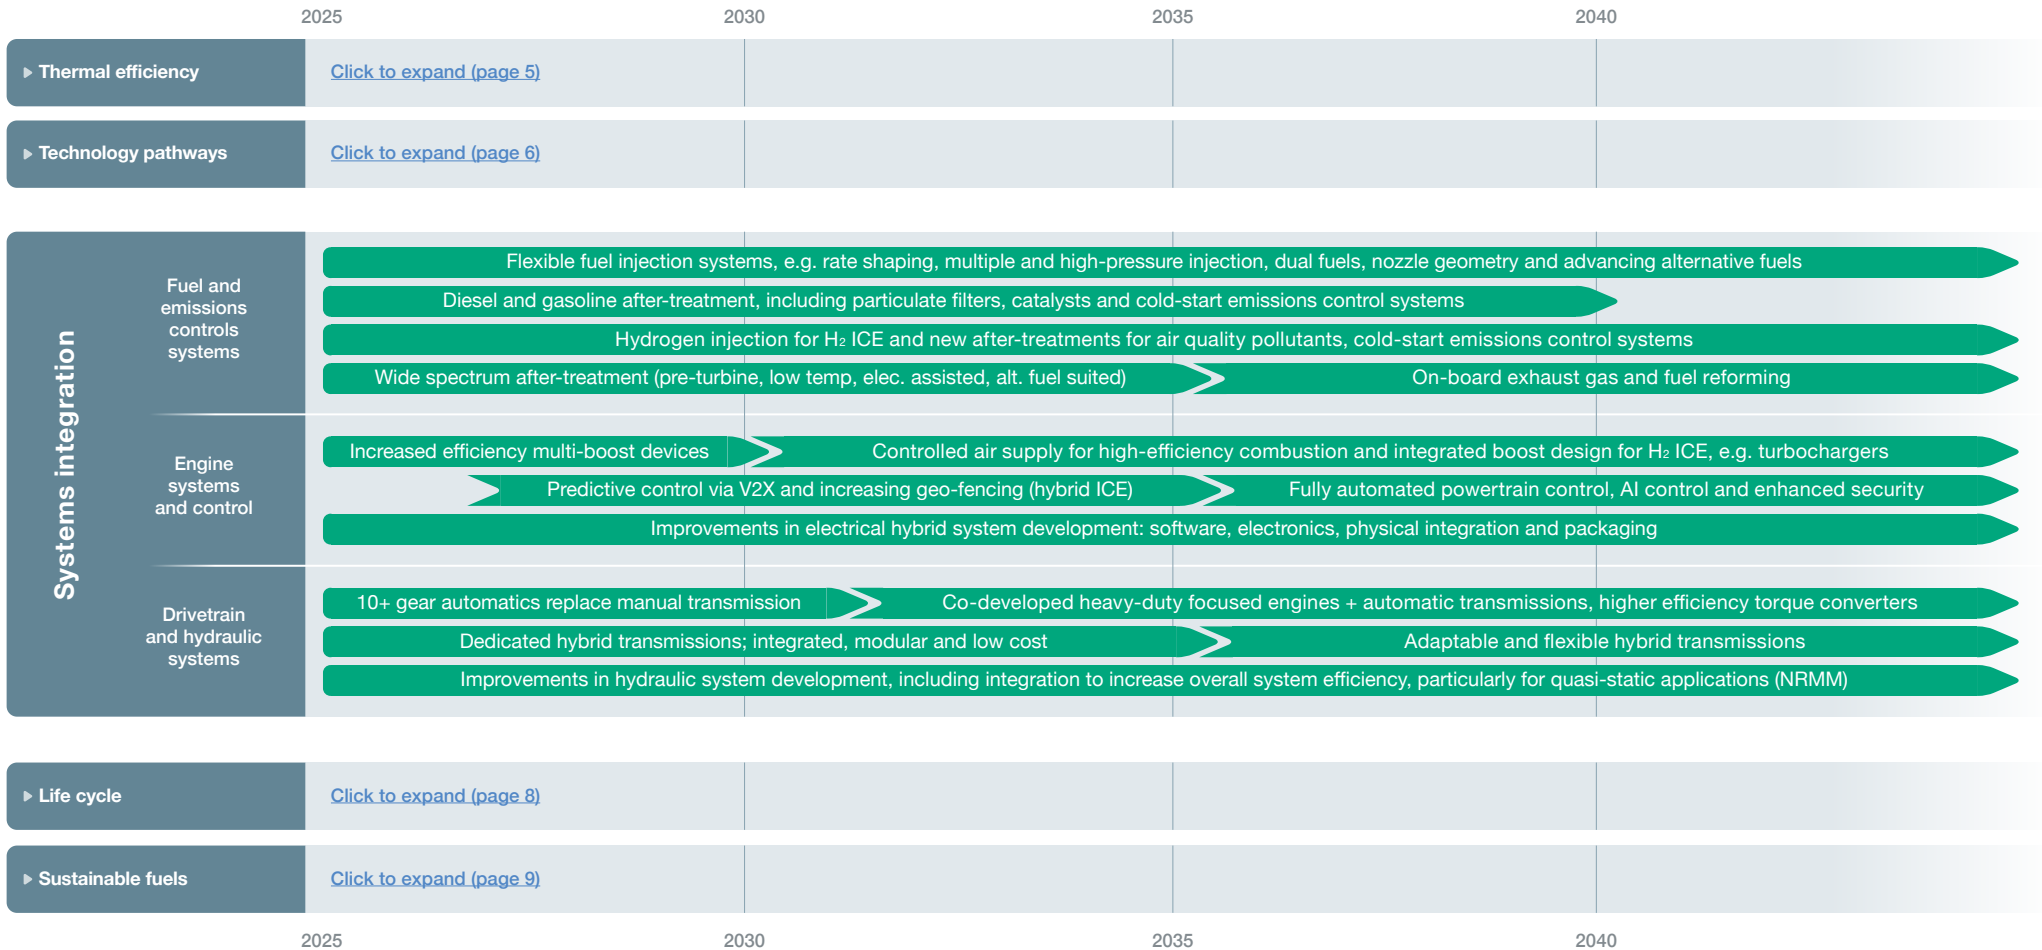 2025 2030 2035 2040
Thermal efficiency
Click to expand (page 5)
Technology pathways
Click to expand (page 6)
Systems integration
Fuel and
emissions
controls
systems
Flexible fuel injection systems, e.g. rate shaping, multiple and high-pressure injection, dual fuels, nozzle geometry and advancing alternative fuels
Diesel and gasoline after-treatment, including particulate filters, catalysts and cold-start emissions control systems
Hydrogen injection for H₂ ICE and new after-treatments for air quality pollutants, cold-start emissions control systems
Wide spectrum after-treatment (pre-turbine, low temp, elec. assisted, alt. fuel suited)
On-board exhaust gas and fuel reforming
Engine
systems
and control
Increased efficiency multi-boost devices
Controlled air supply for high-efficiency combustion and integrated boost design for H₂ ICE, e.g. turbochargers
Predictive control via V2X and increasing geo-fencing (hybrid ICE)
Fully automated powertrain control, AI control and enhanced security
Improvements in electrical hybrid system development: software, electronics, physical integration and packaging
Drivetrain
and hydraulic
systems
10+ gear automatics replace manual transmission
Co-developed heavy-duty focused engines + automatic transmissions, higher efficiency torque converters
Dedicated hybrid transmissions; integrated, modular and low cost
Adaptable and flexible hybrid transmissions
Improvements in hydraulic system development, including integration to increase overall system efficiency, particularly for quasi-static applications (NRMM)
Life cycle
Click to expand (page 8)
Sustainable fuels
Click to expand (page 9)
2025 2030 2035 2040